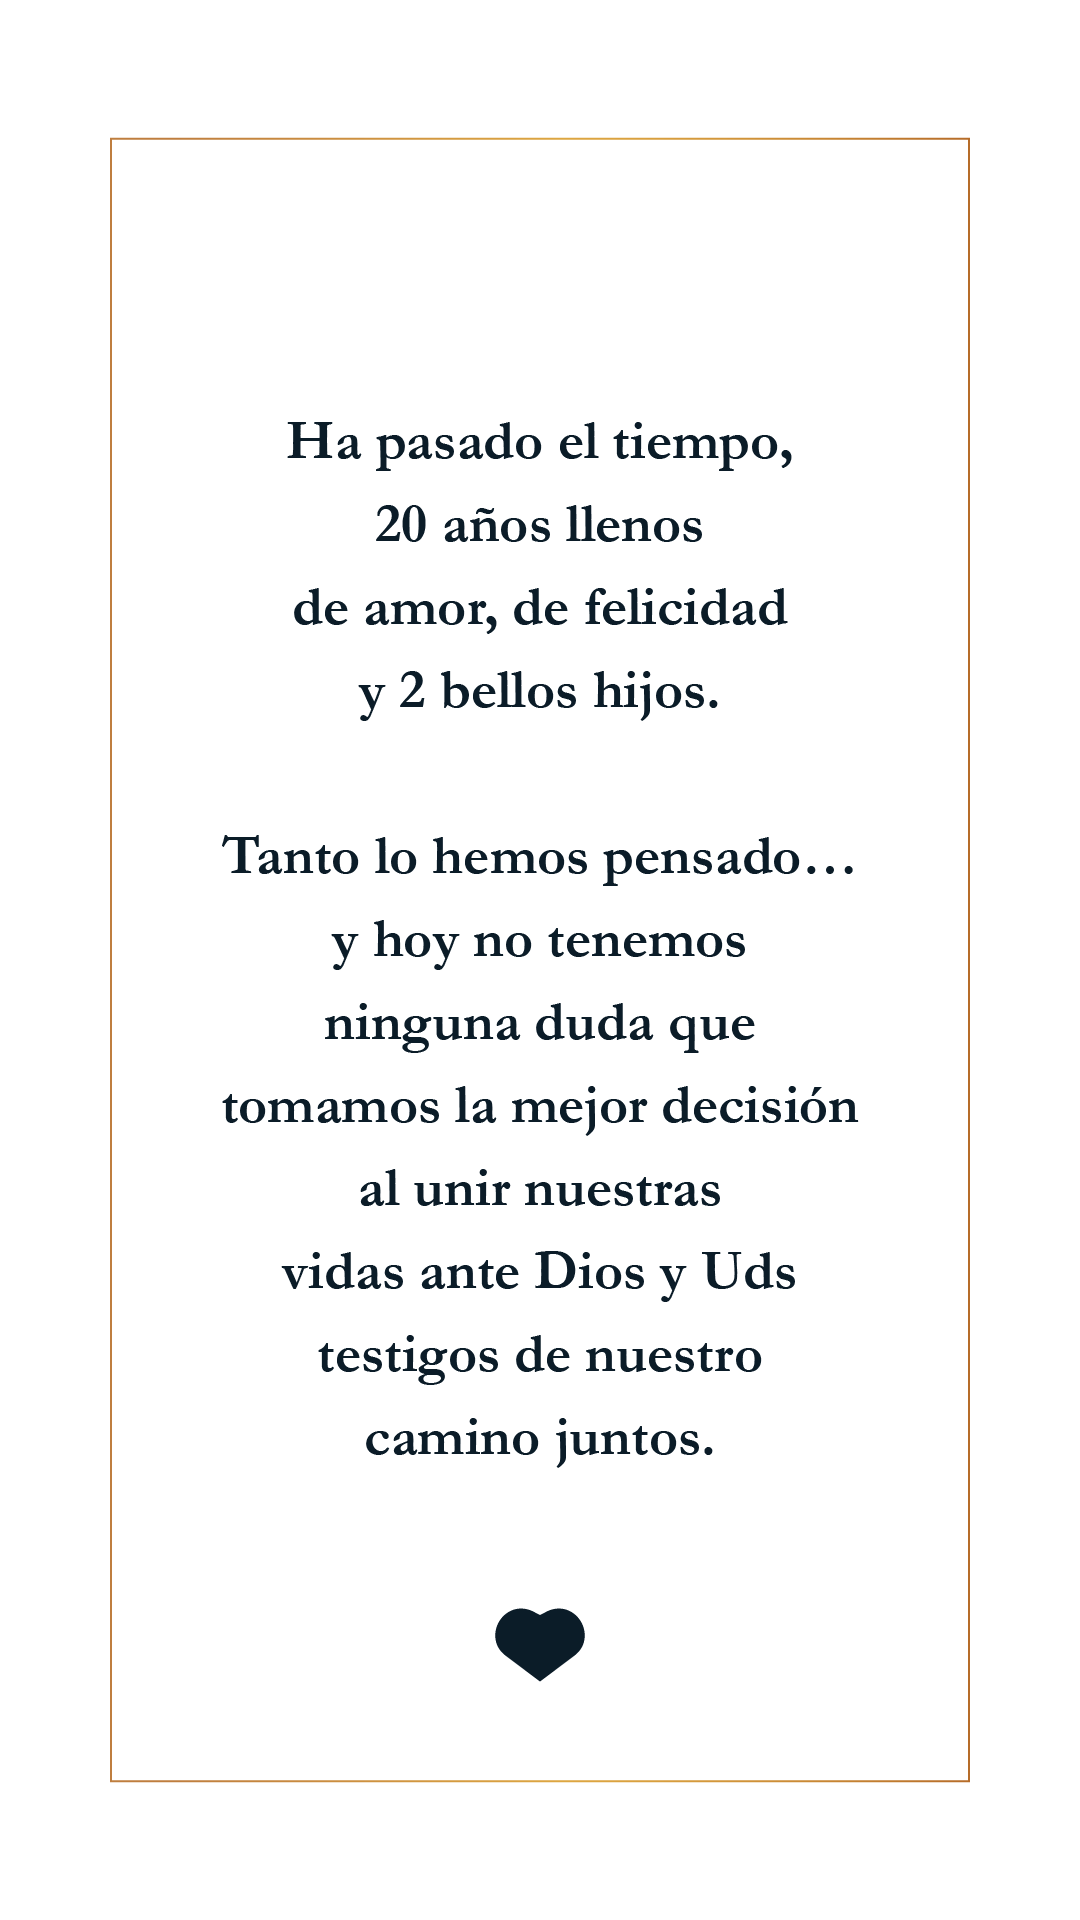 Ha pasado el tiempo,
20 años llenos
de amor, de felicidad
y 2 bellos hijos.
Tanto lo hemos pensado...
y hoy no tenemos
ninguna duda que
tomamos la mejor decisión
al unir nuestras
vidas ante Dios y Uds
testigos de nuestro
camino juntos.